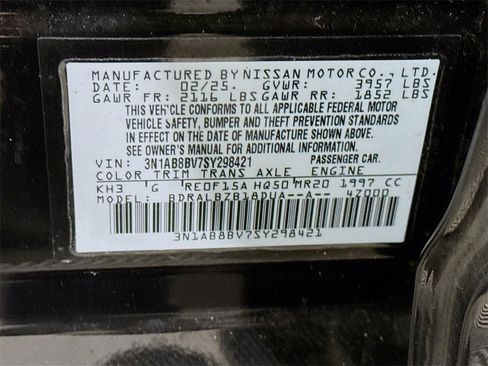 MANUFACTURED BY NISSAN MOTOR CO., LTD.
DATE: 02/25. GVWR: 3957 LBS
GAWR FR: 2116 LBS GAWR RR: 1852 LBS
THIS VEHICLE CONFORMS TO ALL APPLICABLE FEDERAL MOTOR
VEHICLE SAFETY, BUMPER AND THEFT PREVENTION STANDARDS
IN EFFECT ON THE DATE OF MANUFACTURE SHOWN ABOVE.
SEE OWNER'S MANUAL FOR ADDITIONAL INFORMATION.
VIN: 3N1AB8BV7SY298421 PASSENGER CAR.
COLOR TRIM TRANS AXLE ENGINE
KH3 G RE0F15A HQ50 MR20 1997 CC
BDRALBZB18DUA--A-- 4Z000
3N1AB8BV7SY298421